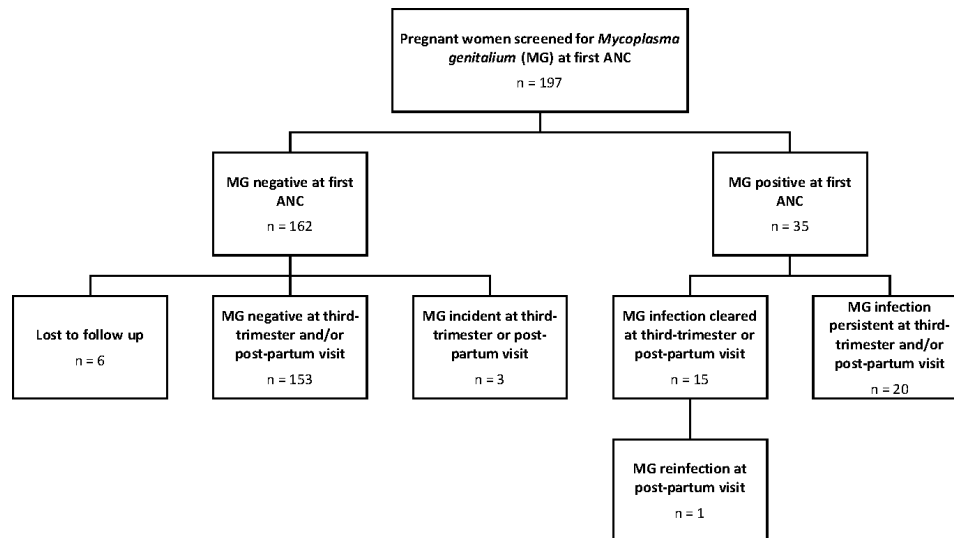 Pregnant women screened for Mycoplasma
genitalium (MG) at first ANC
n = 197
MG negative at first
ANC
n = 162
MG positive at first
ANC
n = 35
Lost to follow up
n = 6
MG negative at third-
trimester and/or
post-partum visit
n = 153
MG incident at third-
trimester or post-
partum visit
n = 3
MG infection cleared
at third-trimester or
post-partum visit
n = 15
MG infection
persistent at third-
trimester and/or
post-partum visit
n = 20
MG reinfection at
post-partum visit
n = 1